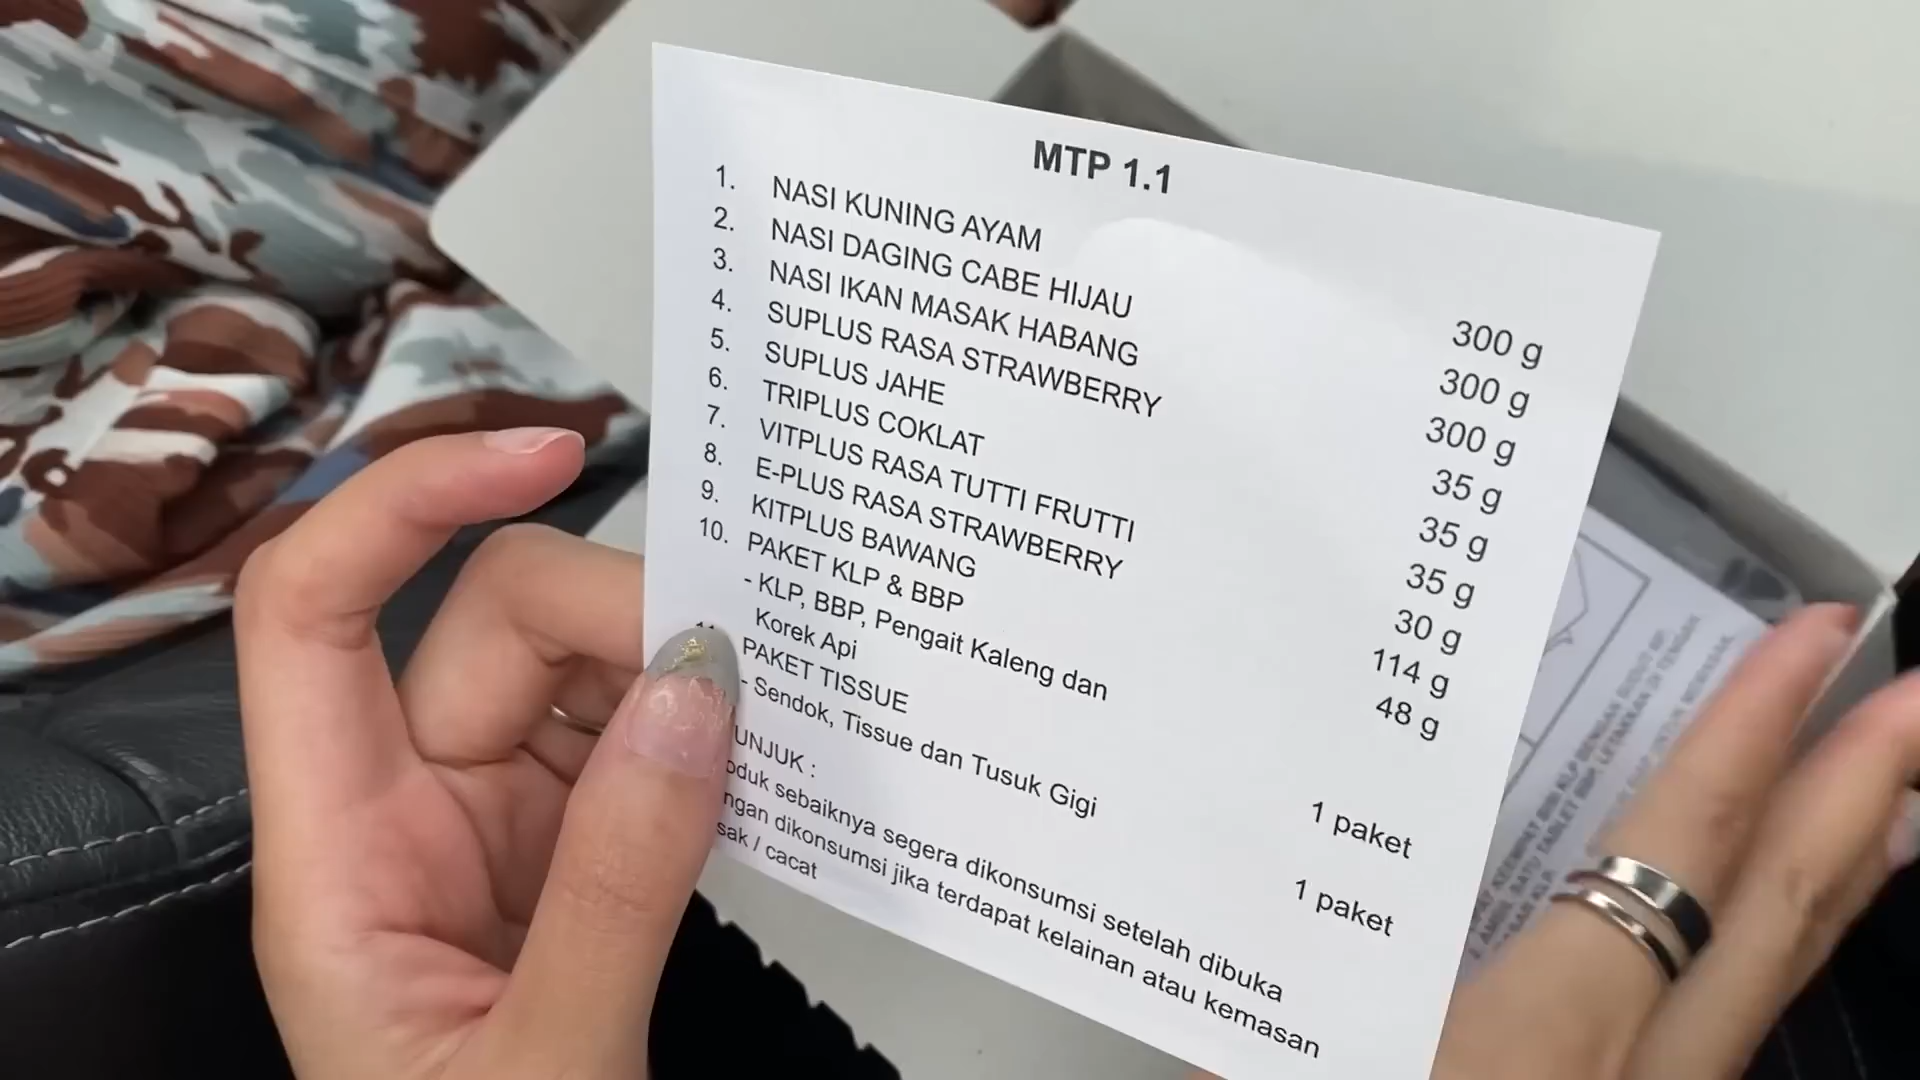 MTP 1.1
1. NASI KUNING AYAM 300 g
2. NASI DAGING CABE HIJAU 300 g
3. NASI IKAN MASAK HABANG 300 g
4. SUPLUS RASA STRAWBERRY 35 g
5. SUPLUS JAHE 35 g
6. TRIPLUS COKLAT 35 g
7. VITPLUS RASA TUTTI FRUTTI 30 g
8. E-PLUS RASA STRAWBERRY 114 g
9. KITPLUS BAWANG 48 g
10. PAKET KLP & BBP 1 paket
- KLP, BBP, Pengait Kaleng dan
Korek Api
PAKET TISSUE 1 paket
- Sendok, Tissue dan Tusuk Gigi
UNJUK :
oduk sebaiknya segera dikonsumsi setelah dibuka
ngan dikonsumsi jika terdapat kelainan atau kemasan
sak / cacat